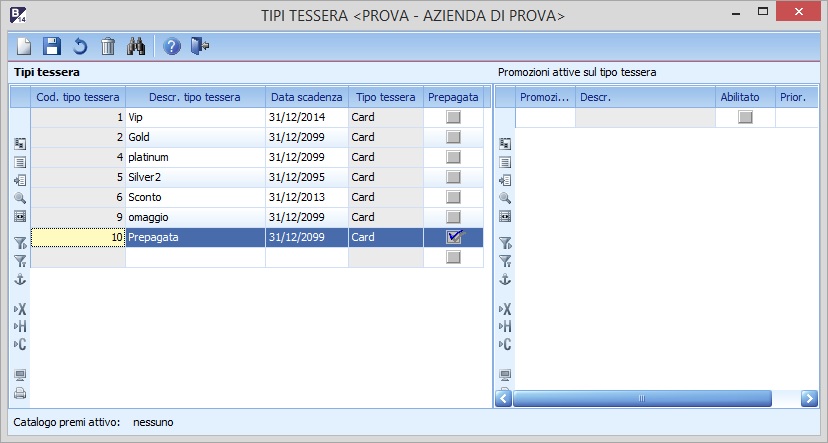 B
14
TIPI TESSERA <PROVA - AZIENDA DI PROVA>
Tipi tessera
Promozioni attive sul tipo tessera
Cod. tipo tessera Descr. tipo tessera Data scadenza Tipo tessera Prepagata
1 Vip 31/12/2014 Card
2 Gold 31/12/2099 Card
4 platinum 31/12/2099 Card
5 Silver2 31/12/2095 Card
6 Sconto 31/12/2013 Card
9 omaggio 31/12/2099 Card
10 Prepagata 31/12/2099 Card
Promozi... Descr. Abilitato Prior.
X
H
C
X
H
C
Catalogo premi attivo: nessuno